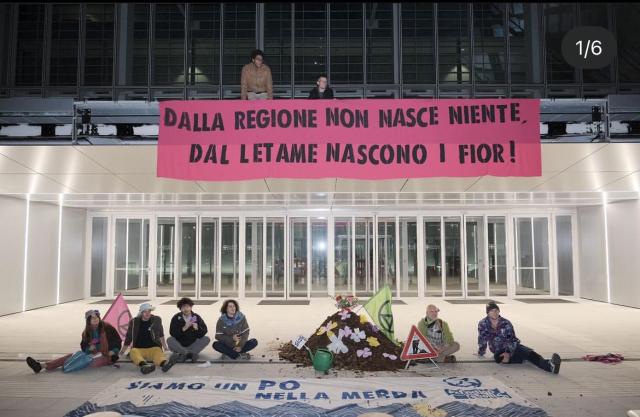 1/6
DALLA REGIONE NON NASCE NIENTE,
DAL LETAME NASCONO I FIOR!
SIAMO UN PO
NELLA MERDA